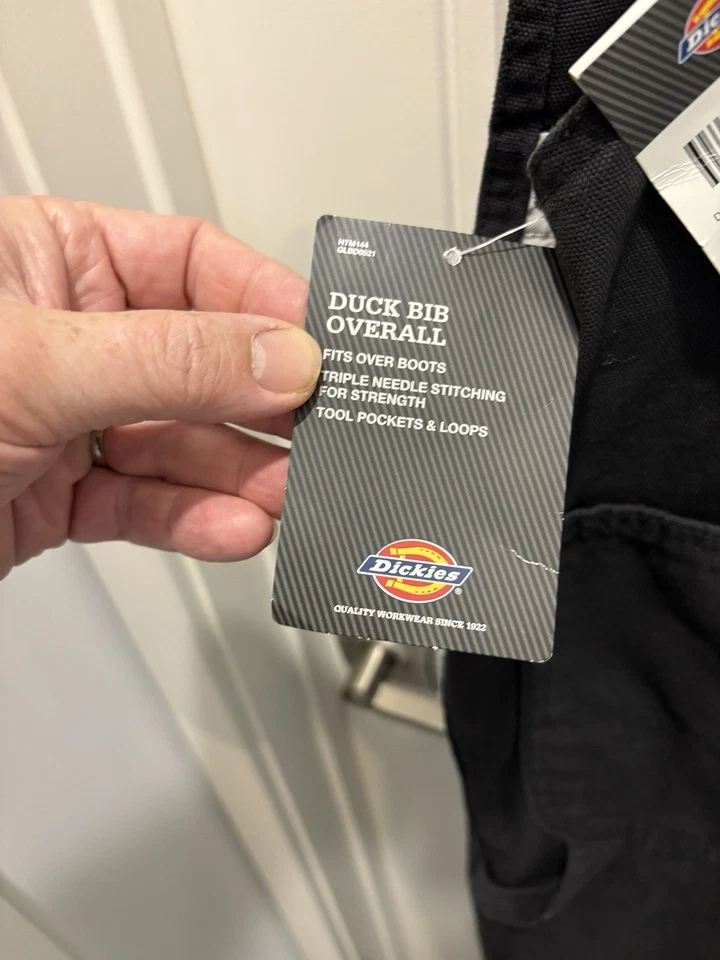 HTM144
GLBD0521
DUCK BIB
OVERALL
FITS OVER BOOTS
TRIPLE NEEDLE STITCHING
FOR STRENGTH
TOOL POCKETS & LOOPS
Dickies®
QUALITY WORKWEAR SINCE 1922